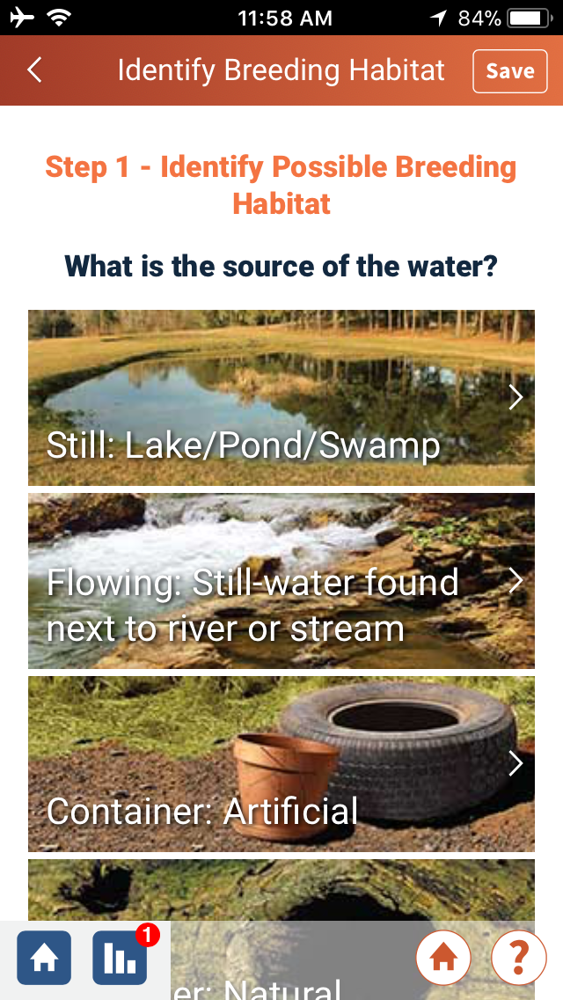 11:58 AM
84%
Identify Breeding Habitat
Save
Step 1 - Identify Possible Breeding
Habitat
What is the source of the water?
Still: Lake/Pond/Swamp
Flowing: Still-water found
next to river or stream
Container: Artificial
1
?
er: Natural